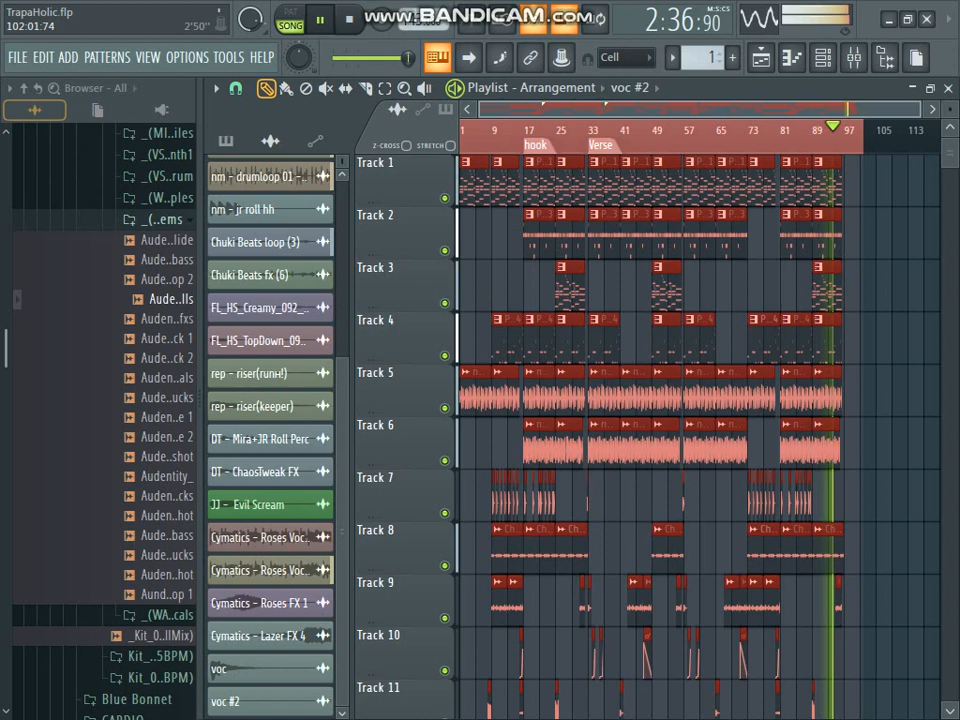 TrapaHolic.flp
102:01:74
2'50"
SONG
www.BANDICAM.com
2:36:90
M:S:CS
FILE EDIT ADD PATTERNS VIEW OPTIONS TOOLS HELP
Cell
1
Browser - All
Playlist - Arrangement
voc #2
Z-CROSS
STRETCH
1 9 17 25 33 41 49 57 65 73 81 89 97 105 113
hook
Verse
_(MI..iles
_(VS..nth1
_(VS..rum
_(W..ples
_(..ems
Aude..lide
Aude..bass
Aude..op 2
Aude..lls
Auden..fxs
Aude..ck 1
Aude..ck 2
Auden..als
Aude..ucks
Auden..e 1
Auden..e 2
Aude..shot
Audentity_
Auden..cks
Auden..hot
Aude..bass
Aude..ucks
Auden..hot
Aund..op 1
_(WA..cals
_Kit_0..llMix)
Kit_..5BPM)
Kit_0..BPM)
Blue Bonnet
CARDIO
nm - drumloop 01 -..
nm - jr roll hh
Chuki Beats loop (3)
Chuki Beats fx (6)
FL_HS_Creamy_092_..
FL_HS_TopDown_09..
rep - riser(runн!)
rep - riser(keeper)
DT - Mira+JR Roll Perc
DT - ChaosTweak FX
JJ - Evil Scream
Cymatics - Roses Voc..
Cymatics - Roses Voc..
Cymatics - Roses FX 1
Cymatics - Lazer FX 4
voc
voc #2
Track 1
Track 2
Track 3
Track 4
Track 5
Track 6
Track 7
Track 8
Track 9
Track 10
Track 11